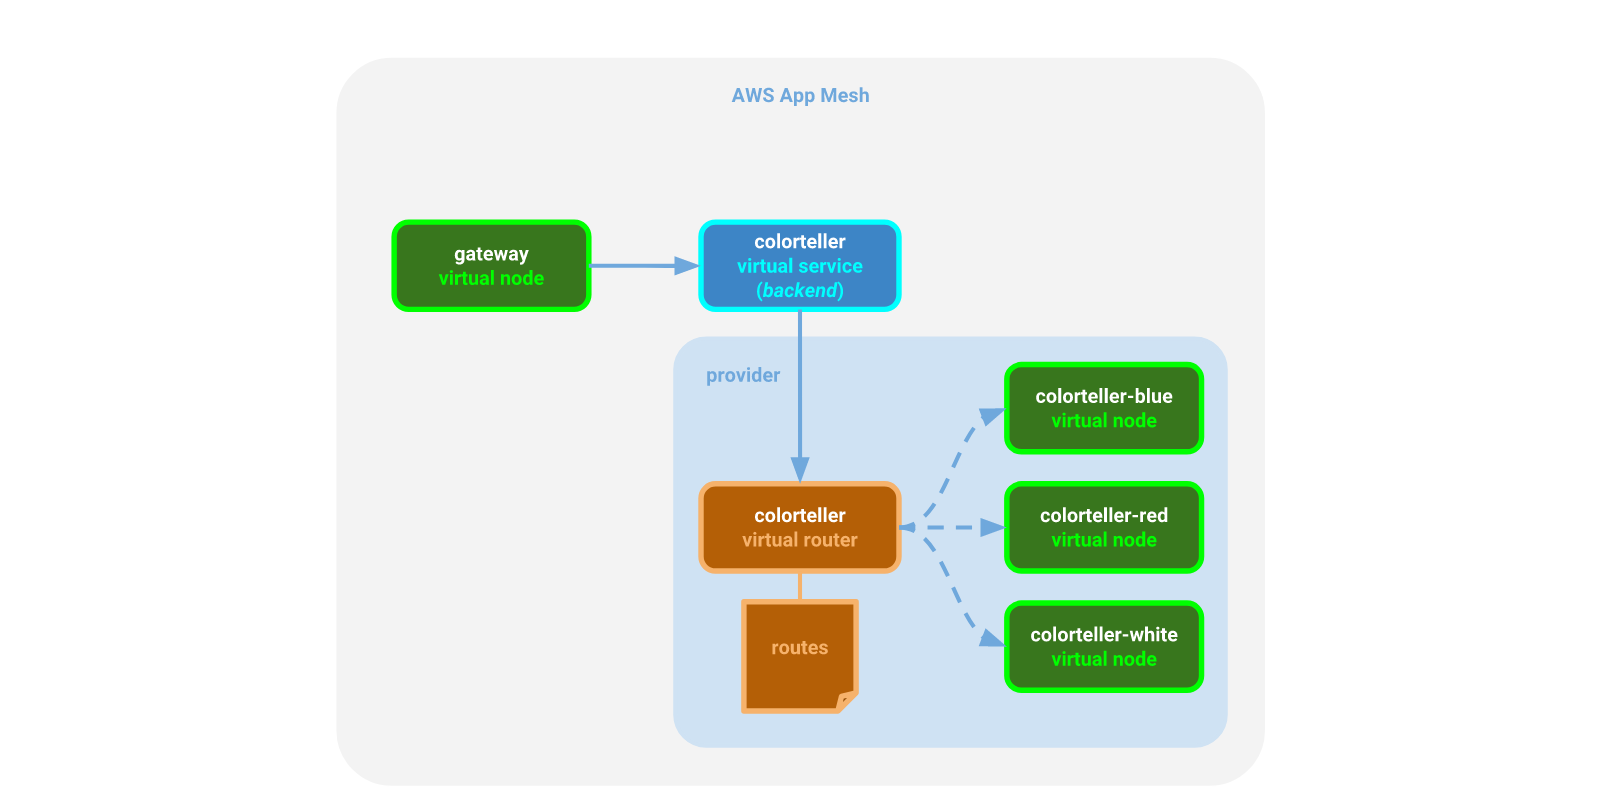 AWS App Mesh
gateway
virtual node
colorteller
virtual service
(backend)
provider
colorteller-blue
virtual node
colorteller
virtual router
colorteller-red
virtual node
routes
colorteller-white
virtual node